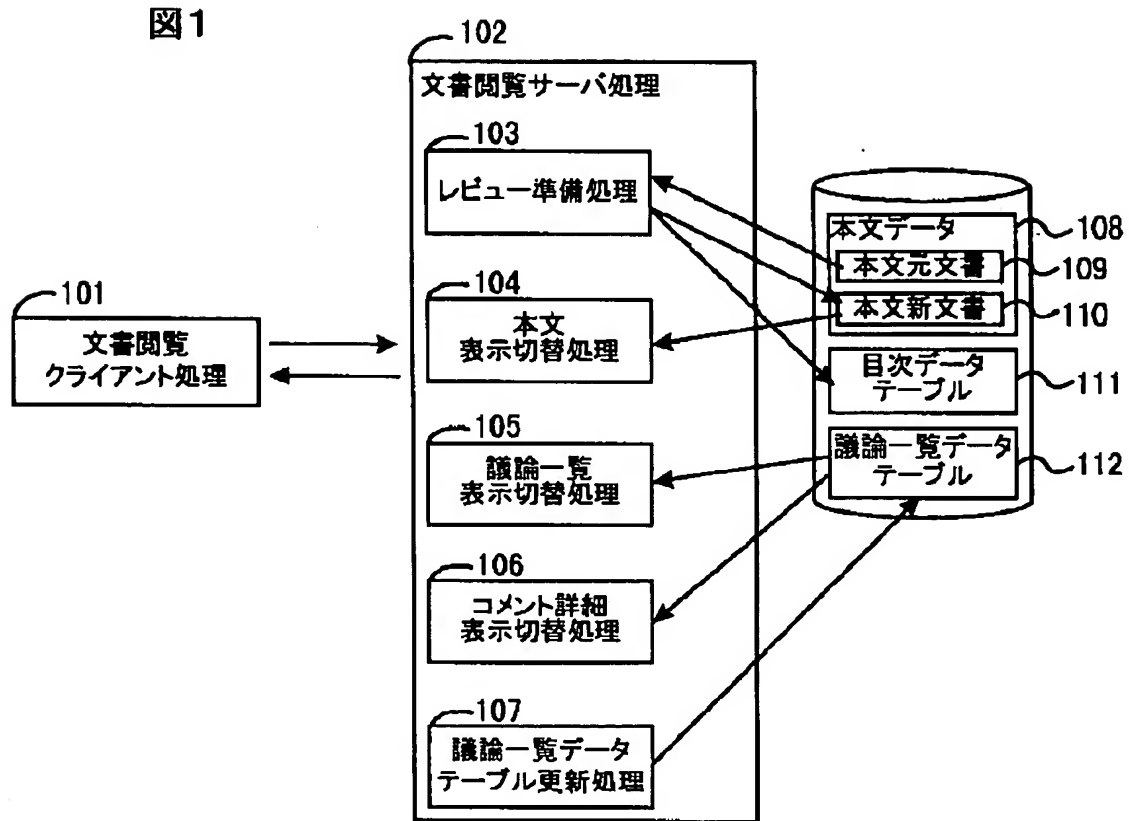 図1
102
文書閲覧サーバ処理
103
レビュー準備処理
本文データ
108
本文元文書
109
本文新文書
110
101
文書閲覧
クライアント処理
104
本文
表示切替処理
目次データ
テーブル
111
105
議論一覧
表示切替処理
議論一覧データ
テーブル
112
106
コメント詳細
表示切替処理
107
議論一覧データ
テーブル更新処理